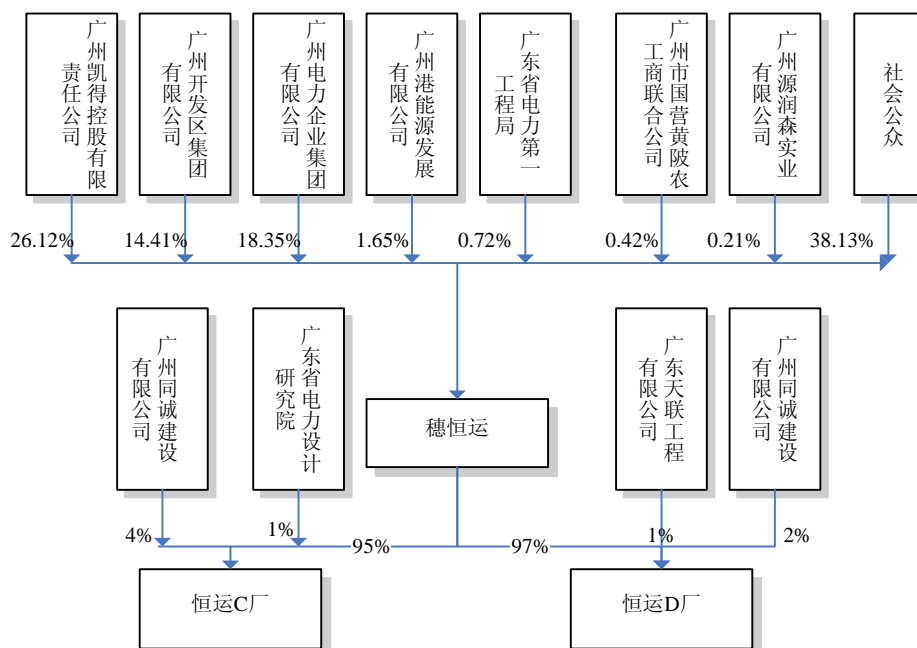 广州凯得控股有限
责任公司
广州开发区集团
有限公司
广州电力企业集团
有限公司
广州港能源发展
有限公司
广东省电力第一
工程局
广州市国营黄陂农
工商联合公司
广州源润森实业
有限公司
社会公众
26.12%
14.41%
18.35%
1.65%
0.72%
0.42%
0.21%
38.13%
广州同诚建设
有限公司
广东省电力设计
研究院
穗恒运
广东天联工程
有限公司
广州同诚建设
有限公司
4%
1%
95%
97%
1%
2%
恒运C厂
恒运D厂